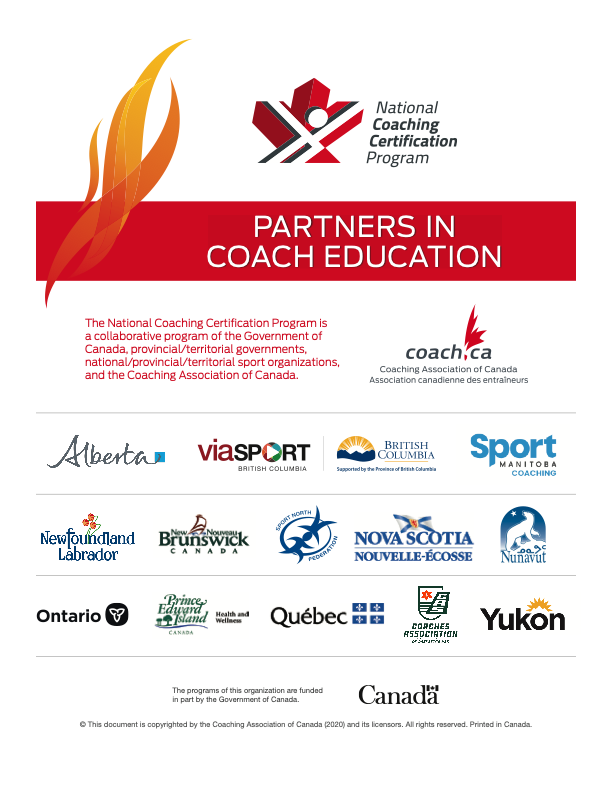 National
Coaching
Certification
Program
PARTNERS IN
COACH EDUCATION
The National Coaching Certification Program is
a collaborative program of the Government of
Canada, provincial/territorial governments,
national/provincial/territorial sport organizations,
and the Coaching Association of Canada.
coach.ca
Coaching Association of Canada
Association canadienne des entraîneurs
Alberta
viaSPORT
BRITISH COLUMBIA
BRITISH
COLUMBIA
Supported by the Province of British Columbia
Sport
MANITOBA
COACHING
Newfoundland
Labrador
New Nouveau
Brunswick
CANADA
SPORT NORTH
FEDERATION
NOVA SCOTIA
NOUVELLE-ÉCOSSE
Nunavut
Ontario
Prince
Edward
Island
CANADA
Health and
Wellness
Québec
COACHES
ASSOCIATION
Yukon
The programs of this organization are funded
in part by the Government of Canada.
Canada
© This document is copyrighted by the Coaching Association of Canada (2020) and its licensors. All rights reserved. Printed in Canada.